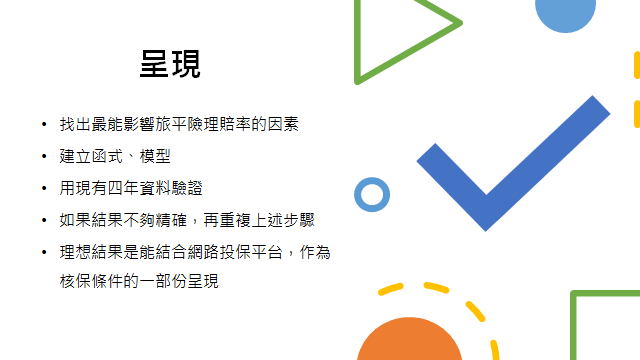 呈現
• 找出最能影響旅平險理賠率的因素
• 建立函式、模型
• 用現有四年資料驗證
• 如果結果不夠精確，再重複上述步驟
• 理想結果是能結合網路投保平台，作為
核保條件的一部份呈現